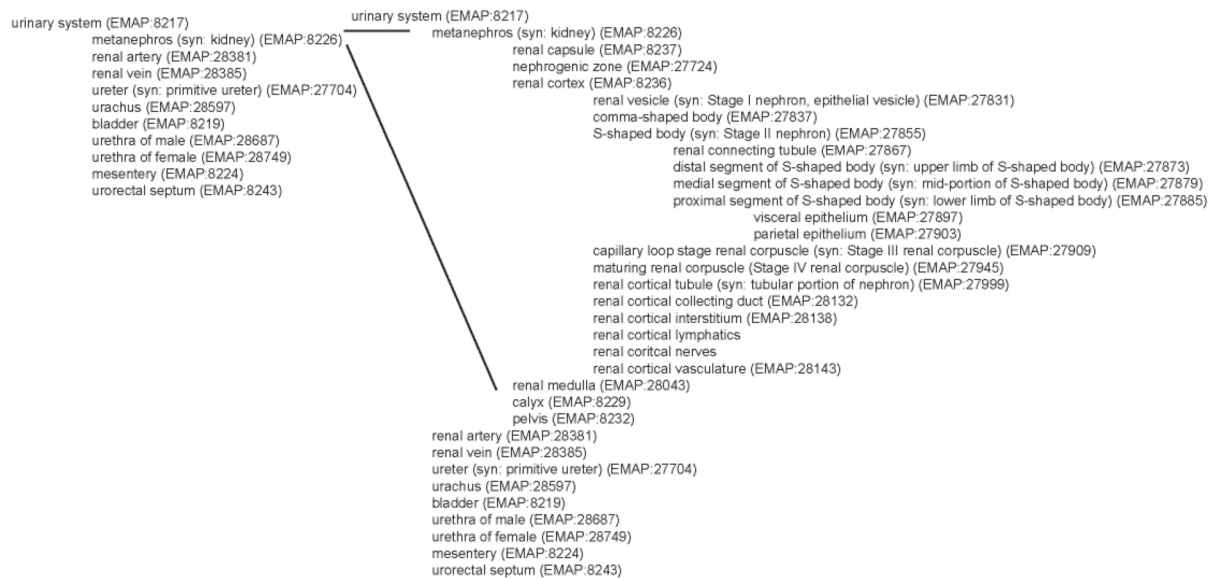 urinary system (EMAP:8217)
metanephros (syn: kidney) (EMAP:8226)
renal artery (EMAP:28381)
renal vein (EMAP:28385)
ureter (syn: primitive ureter) (EMAP:27704)
urachus (EMAP:28597)
bladder (EMAP:8219)
urethra of male (EMAP:28687)
urethra of female (EMAP:28749)
mesentery (EMAP:8224)
urorectal septum (EMAP:8243)
urinary system (EMAP:8217)
metanephros (syn: kidney) (EMAP:8226)
renal capsule (EMAP:8237)
nephrogenic zone (EMAP:27724)
renal cortex (EMAP:8236)
renal vesicle (syn: Stage I nephron, epithelial vesicle) (EMAP:27831)
comma-shaped body (EMAP:27837)
S-shaped body (syn: Stage II nephron) (EMAP:27855)
renal connecting tubule (EMAP:27867)
distal segment of S-shaped body (syn: upper limb of S-shaped body) (EMAP:27873)
medial segment of S-shaped body (syn: mid-portion of S-shaped body) (EMAP:27879)
proximal segment of S-shaped body (syn: lower limb of S-shaped body) (EMAP:27885)
visceral epithelium (EMAP:27897)
parietal epithelium (EMAP:27903)
capillary loop stage renal corpuscle (syn: Stage III renal corpuscle) (EMAP:27909)
maturing renal corpuscle (Stage IV renal corpuscle) (EMAP:27945)
renal cortical tubule (syn: tubular portion of nephron) (EMAP:27999)
renal cortical collecting duct (EMAP:28132)
renal cortical interstitium (EMAP:28138)
renal cortical lymphatics
renal coritcal nerves
renal cortical vasculature (EMAP:28143)
renal medulla (EMAP:28043)
calyx (EMAP:8229)
pelvis (EMAP:8232)
renal artery (EMAP:28381)
renal vein (EMAP:28385)
ureter (syn: primitive ureter) (EMAP:27704)
urachus (EMAP:28597)
bladder (EMAP:8219)
urethra of male (EMAP:28687)
urethra of female (EMAP:28749)
mesentery (EMAP:8224)
urorectal septum (EMAP:8243)